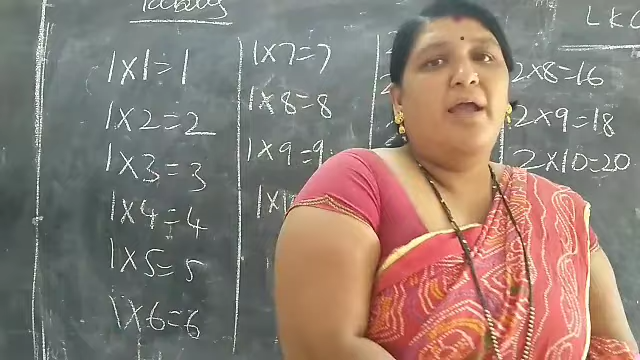 Tables
LKG
1x1=1
1x2=2
1x3=3
1x4=4
1x5=5
1x6=6
1x7=7
1x8=8
1x9=9
1x1
2x8=16
2x9=18
2x10=20